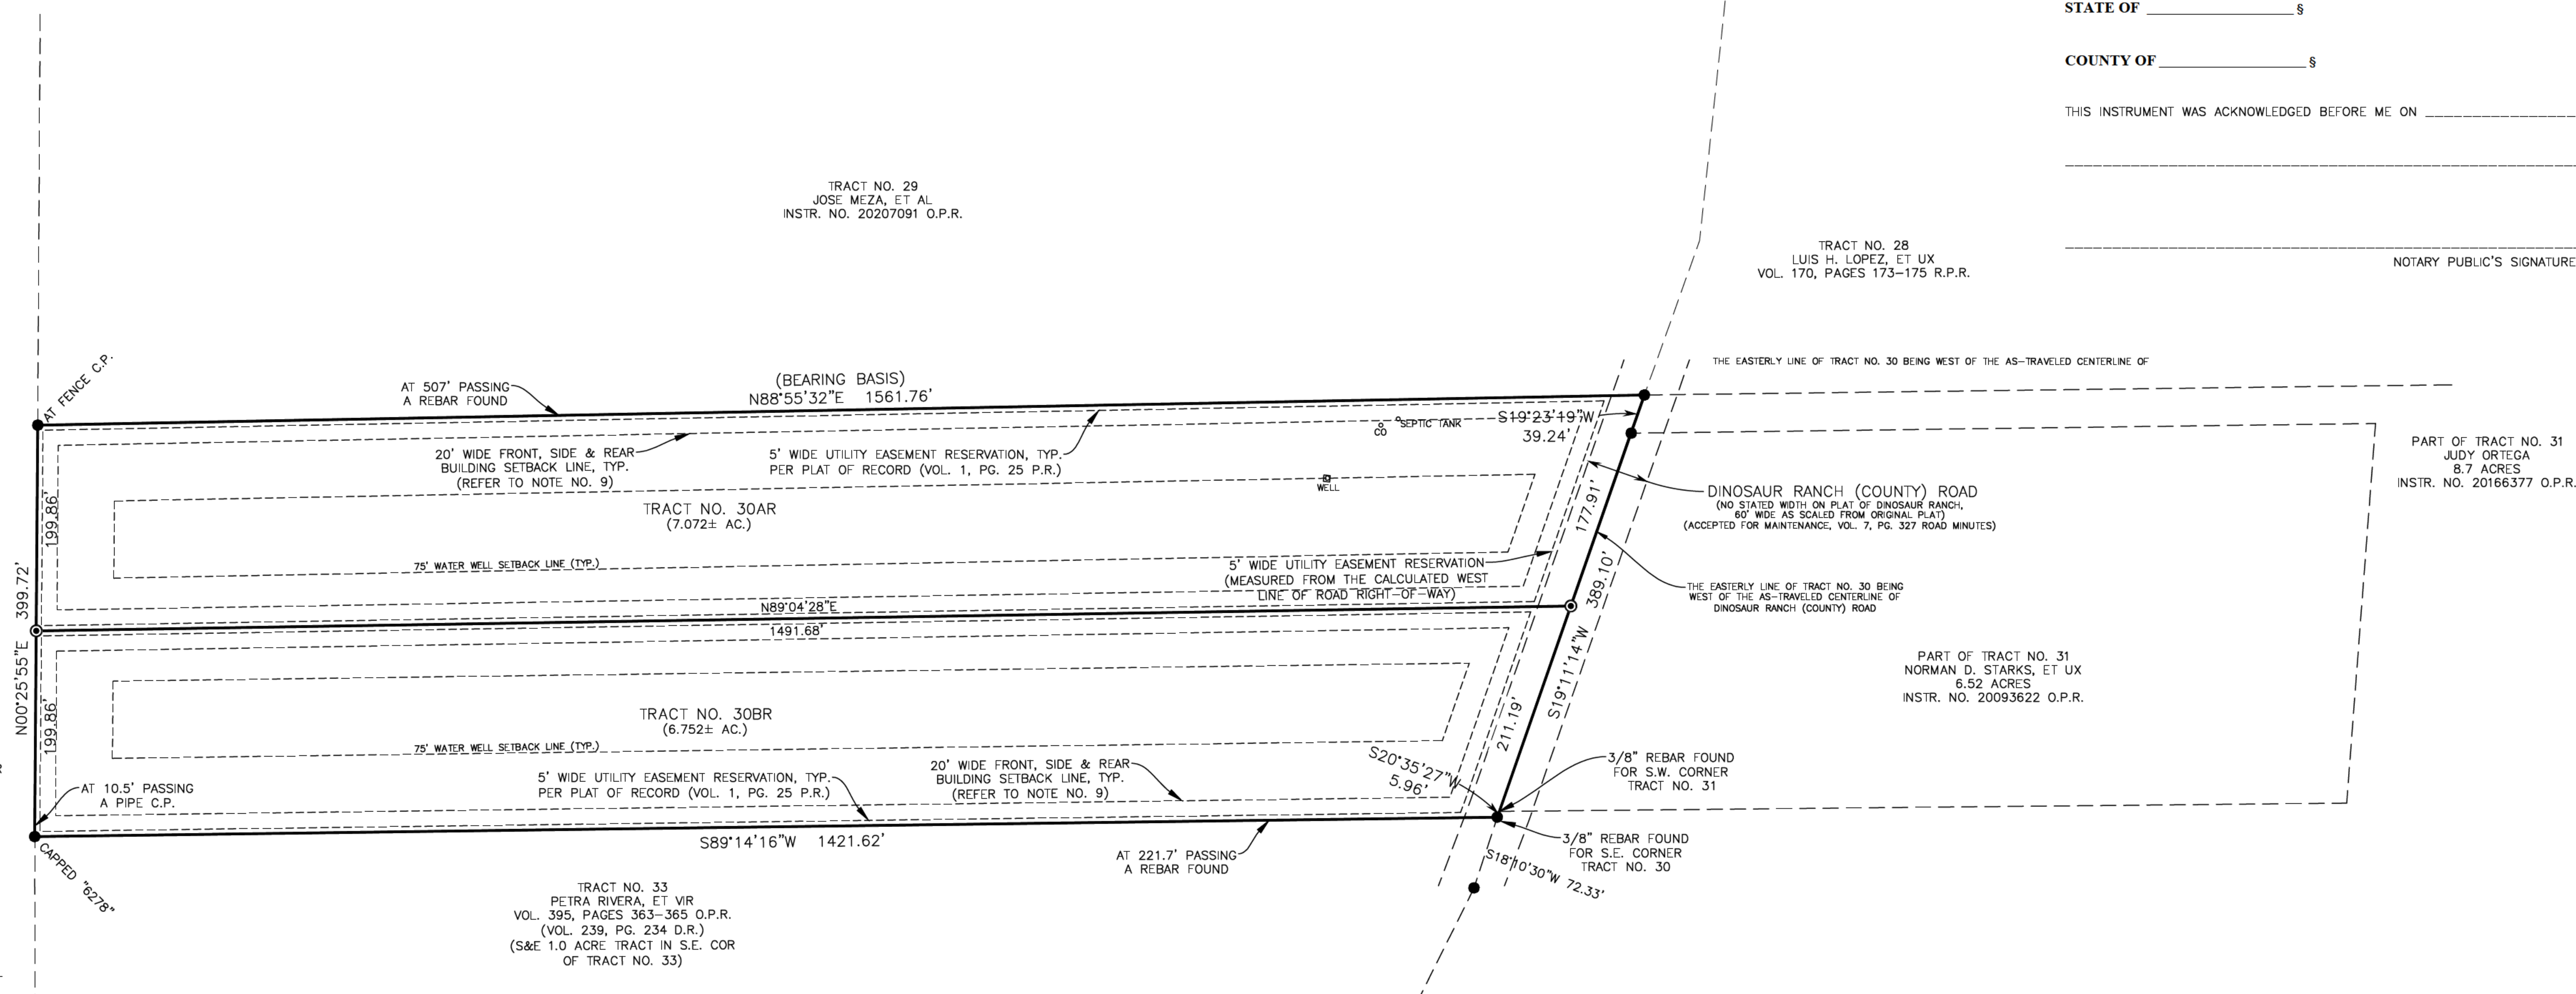 STATE OF ____________________ §
COUNTY OF ____________________ §
THIS INSTRUMENT WAS ACKNOWLEDGED BEFORE ME ON
NOTARY PUBLIC'S SIGNATURE
TRACT NO. 29
JOSE MEZA, ET AL
INSTR. NO. 20207091 O.P.R.
TRACT NO. 28
LUIS H. LOPEZ, ET UX
VOL. 170, PAGES 173-175 R.P.R.
THE EASTERLY LINE OF TRACT NO. 30 BEING WEST OF THE AS-TRAVELED CENTERLINE OF
AT FENCE C.P.
AT 507' PASSING
A REBAR FOUND
(BEARING BASIS)
N88°55'32"E 1561.76'
20' WIDE FRONT, SIDE & REAR
BUILDING SETBACK LINE, TYP.
(REFER TO NOTE NO. 9)
5' WIDE UTILITY EASEMENT RESERVATION, TYP.
PER PLAT OF RECORD (VOL. 1, PG. 25 P.R.)
CO
SEPTIC TANK
WELL
S19°23'19"W
39.24'
PART OF TRACT NO. 31
JUDY ORTEGA
8.7 ACRES
INSTR. NO. 20166377 O.P.R.
DINOSAUR RANCH (COUNTY) ROAD
(NO STATED WIDTH ON PLAT OF DINOSAUR RANCH,
60' WIDE AS SCALED FROM ORIGINAL PLAT)
(ACCEPTED FOR MAINTENANCE, VOL. 7, PG. 327 ROAD MINUTES)
TRACT NO. 30AR
(7.072± AC.)
199.86'
177.91'
75' WATER WELL SETBACK LINE (TYP.)
5' WIDE UTILITY EASEMENT RESERVATION
(MEASURED FROM THE CALCULATED WEST
LINE OF ROAD RIGHT-OF-WAY)
THE EASTERLY LINE OF TRACT NO. 30 BEING
WEST OF THE AS-TRAVELED CENTERLINE OF
DINOSAUR RANCH (COUNTY) ROAD
N00°25'55"E 399.72'
N89°04'28"E
1491.68'
S19°11'14"W 389.10'
PART OF TRACT NO. 31
NORMAN D. STARKS, ET UX
6.52 ACRES
INSTR. NO. 20093622 O.P.R.
TRACT NO. 30BR
(6.752± AC.)
199.86'
211.19'
75' WATER WELL SETBACK LINE (TYP.)
S20°35'27"W
5.96'
3/8" REBAR FOUND
FOR S.W. CORNER
TRACT NO. 31
AT 10.5' PASSING
A PIPE C.P.
5' WIDE UTILITY EASEMENT RESERVATION, TYP.
PER PLAT OF RECORD (VOL. 1, PG. 25 P.R.)
20' WIDE FRONT, SIDE & REAR
BUILDING SETBACK LINE, TYP.
(REFER TO NOTE NO. 9)
S89°14'16"W 1421.62'
AT 221.7' PASSING
A REBAR FOUND
3/8" REBAR FOUND
FOR S.E. CORNER
TRACT NO. 30
S18°10'30"W 72.33'
CAPPED "6278"
TRACT NO. 33
PETRA RIVERA, ET VIR
VOL. 395, PAGES 363-365 O.P.R.
(VOL. 239, PG. 234 D.R.)
(S&E 1.0 ACRE TRACT IN S.E. COR
OF TRACT NO. 33)